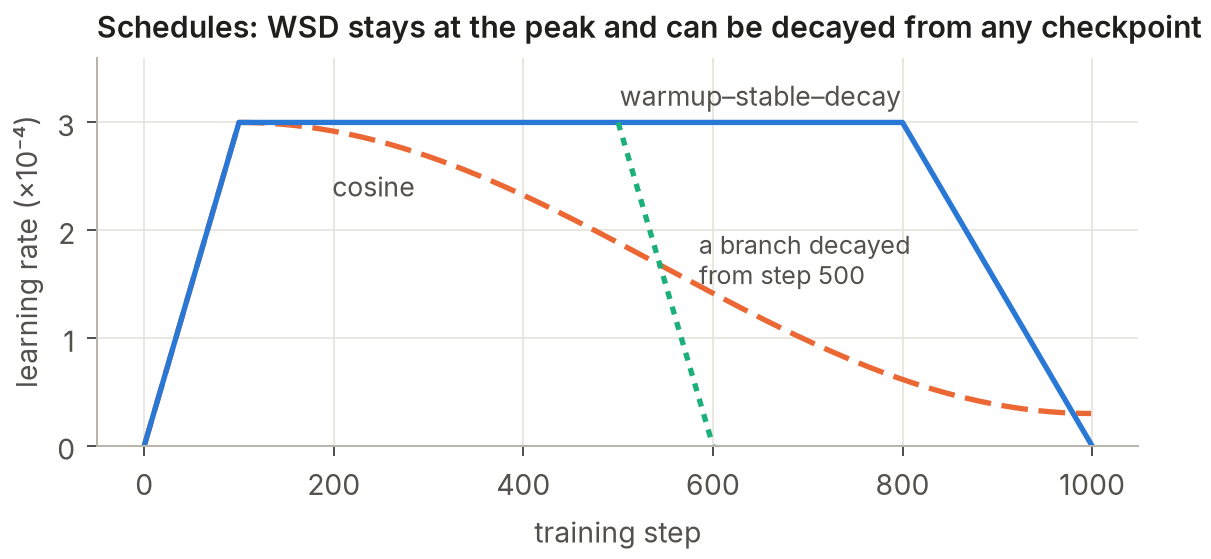 Schedules: WSD stays at the peak and can be decayed from any checkpoint
warmup–stable–decay
cosine
a branch decayed
from step 500
learning rate (×10⁻⁴)
3
2
1
0
0 200 400 600 800 1000
training step